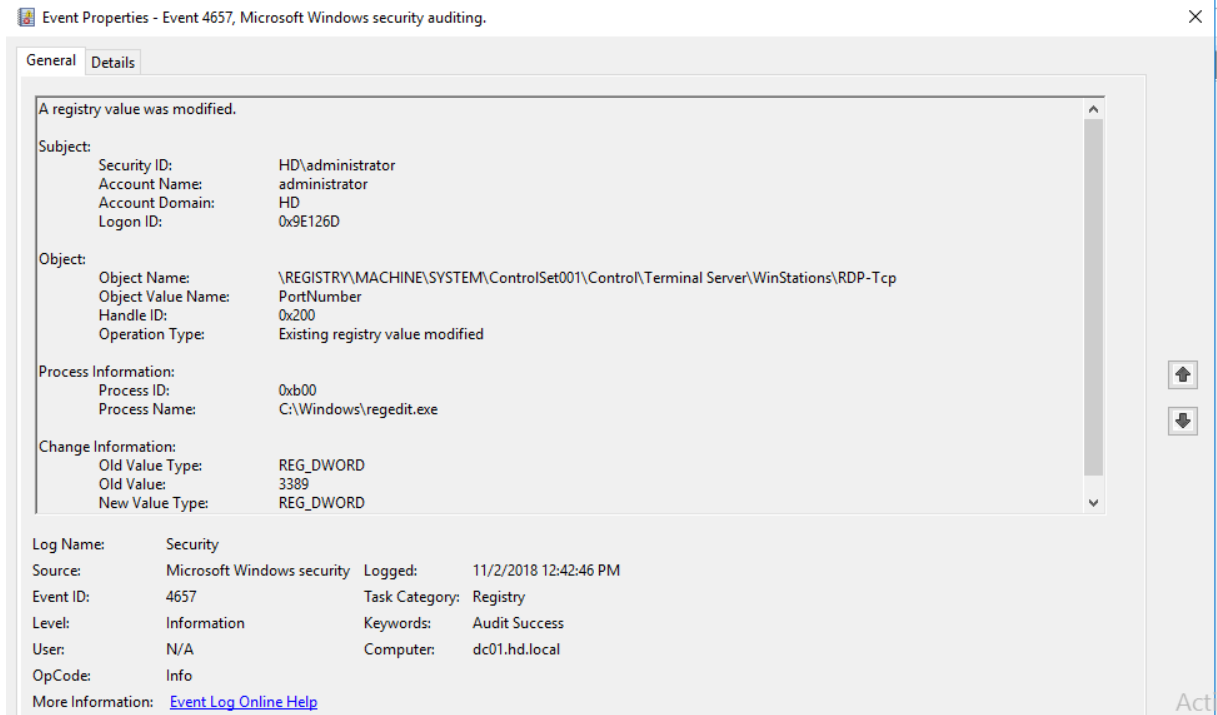 Event Properties - Event 4657, Microsoft Windows security auditing.
General Details
A registry value was modified.
Subject:
Security ID: HD\administrator
Account Name: administrator
Account Domain: HD
Logon ID: 0x9E126D
Object:
Object Name: \REGISTRY\MACHINE\SYSTEM\ControlSet001\Control\Terminal Server\WinStations\RDP-Tcp
Object Value Name: PortNumber
Handle ID: 0x200
Operation Type: Existing registry value modified
Process Information:
Process ID: 0xb00
Process Name: C:\Windows\regedit.exe
Change Information:
Old Value Type: REG_DWORD
Old Value: 3389
New Value Type: REG_DWORD
Log Name: Security
Source: Microsoft Windows security Logged: 11/2/2018 12:42:46 PM
Event ID: 4657 Task Category: Registry
Level: Information Keywords: Audit Success
User: N/A Computer: dc01.hd.local
OpCode: Info
More Information: Event Log Online Help
Acti